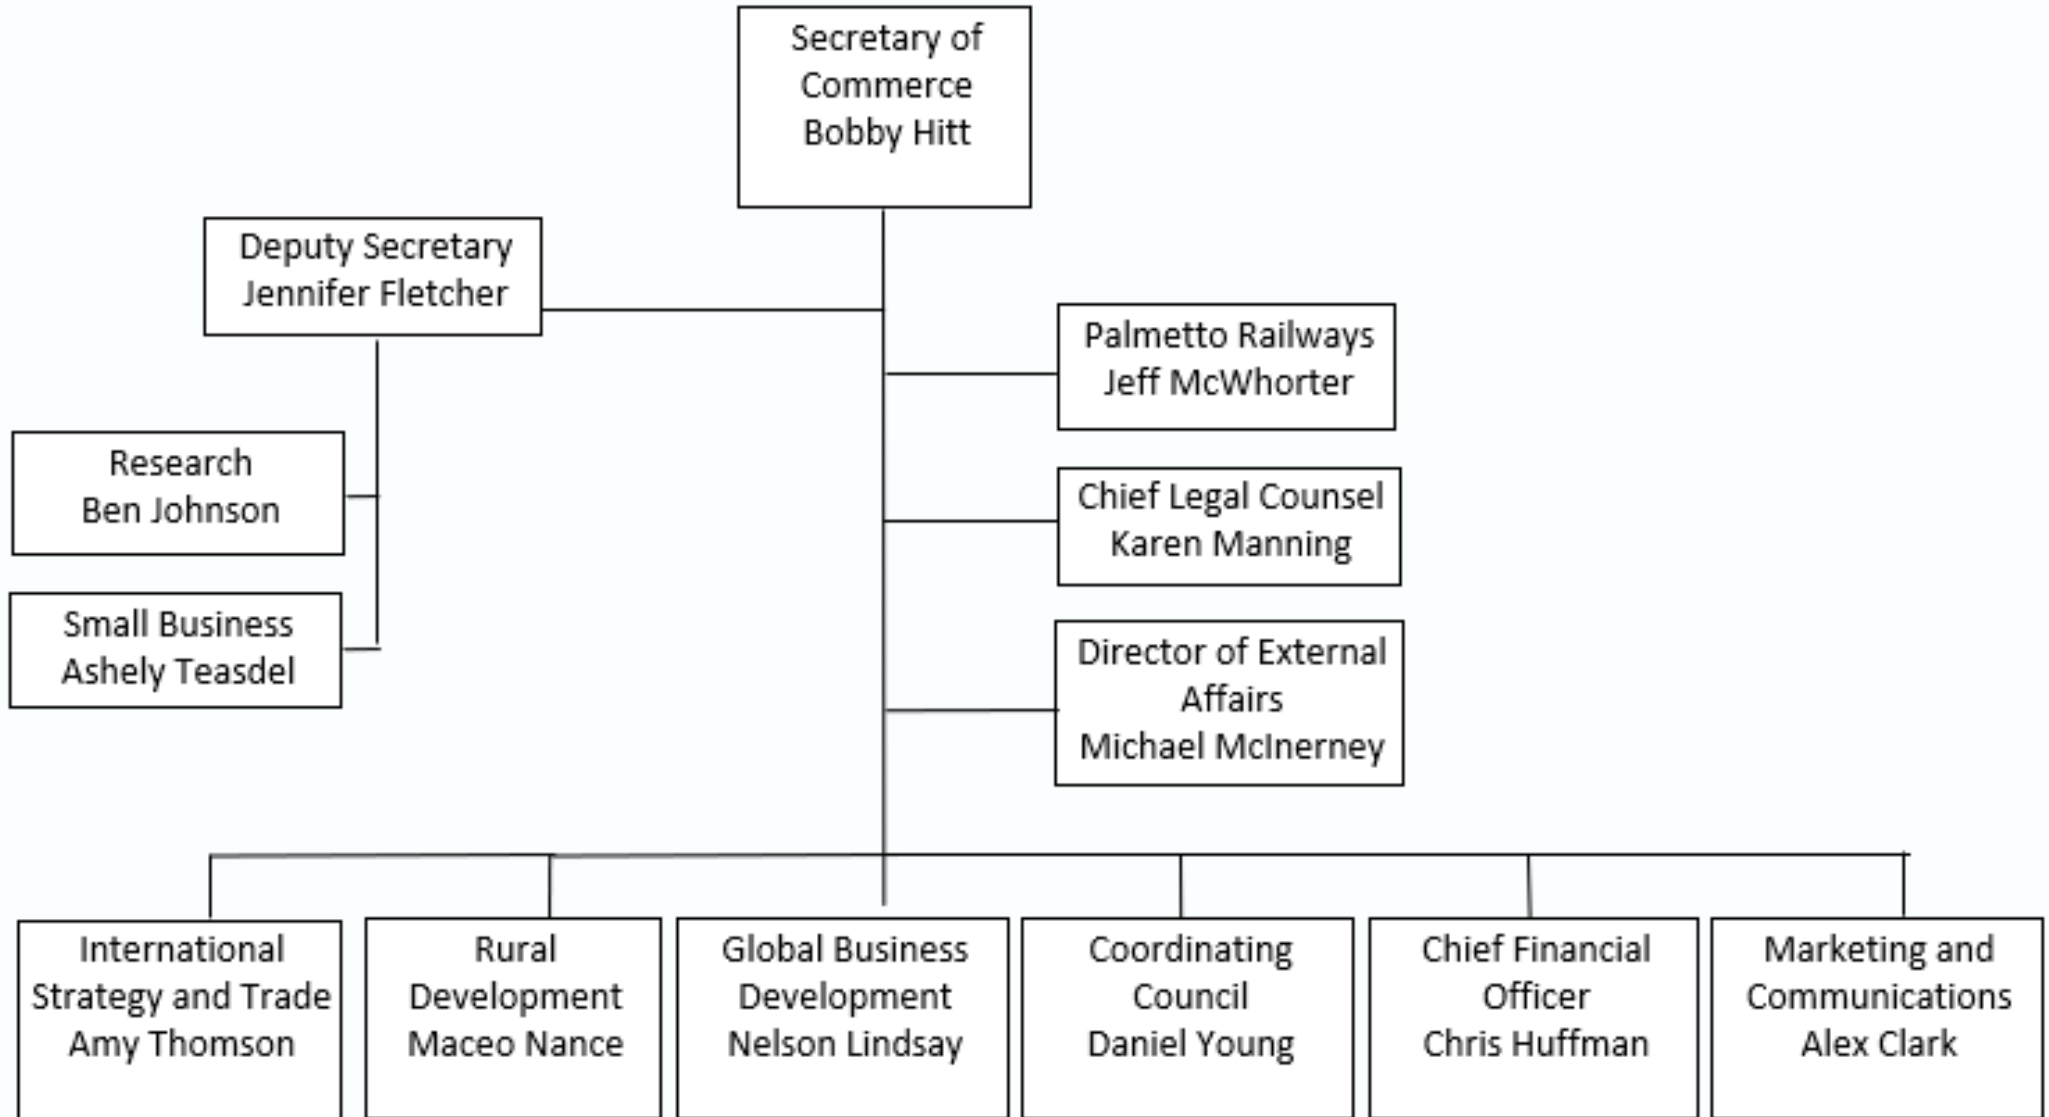 Secretary of
Commerce
Bobby Hitt
Deputy Secretary
Jennifer Fletcher
Palmetto Railways
Jeff McWhorter
Research
Ben Johnson
Chief Legal Counsel
Karen Manning
Small Business
Ashely Teasdel
Director of External
Affairs
Michael McInerney
International
Strategy and Trade
Amy Thomson
Rural
Development
Maceo Nance
Global Business
Development
Nelson Lindsay
Coordinating
Council
Daniel Young
Chief Financial
Officer
Chris Huffman
Marketing and
Communications
Alex Clark